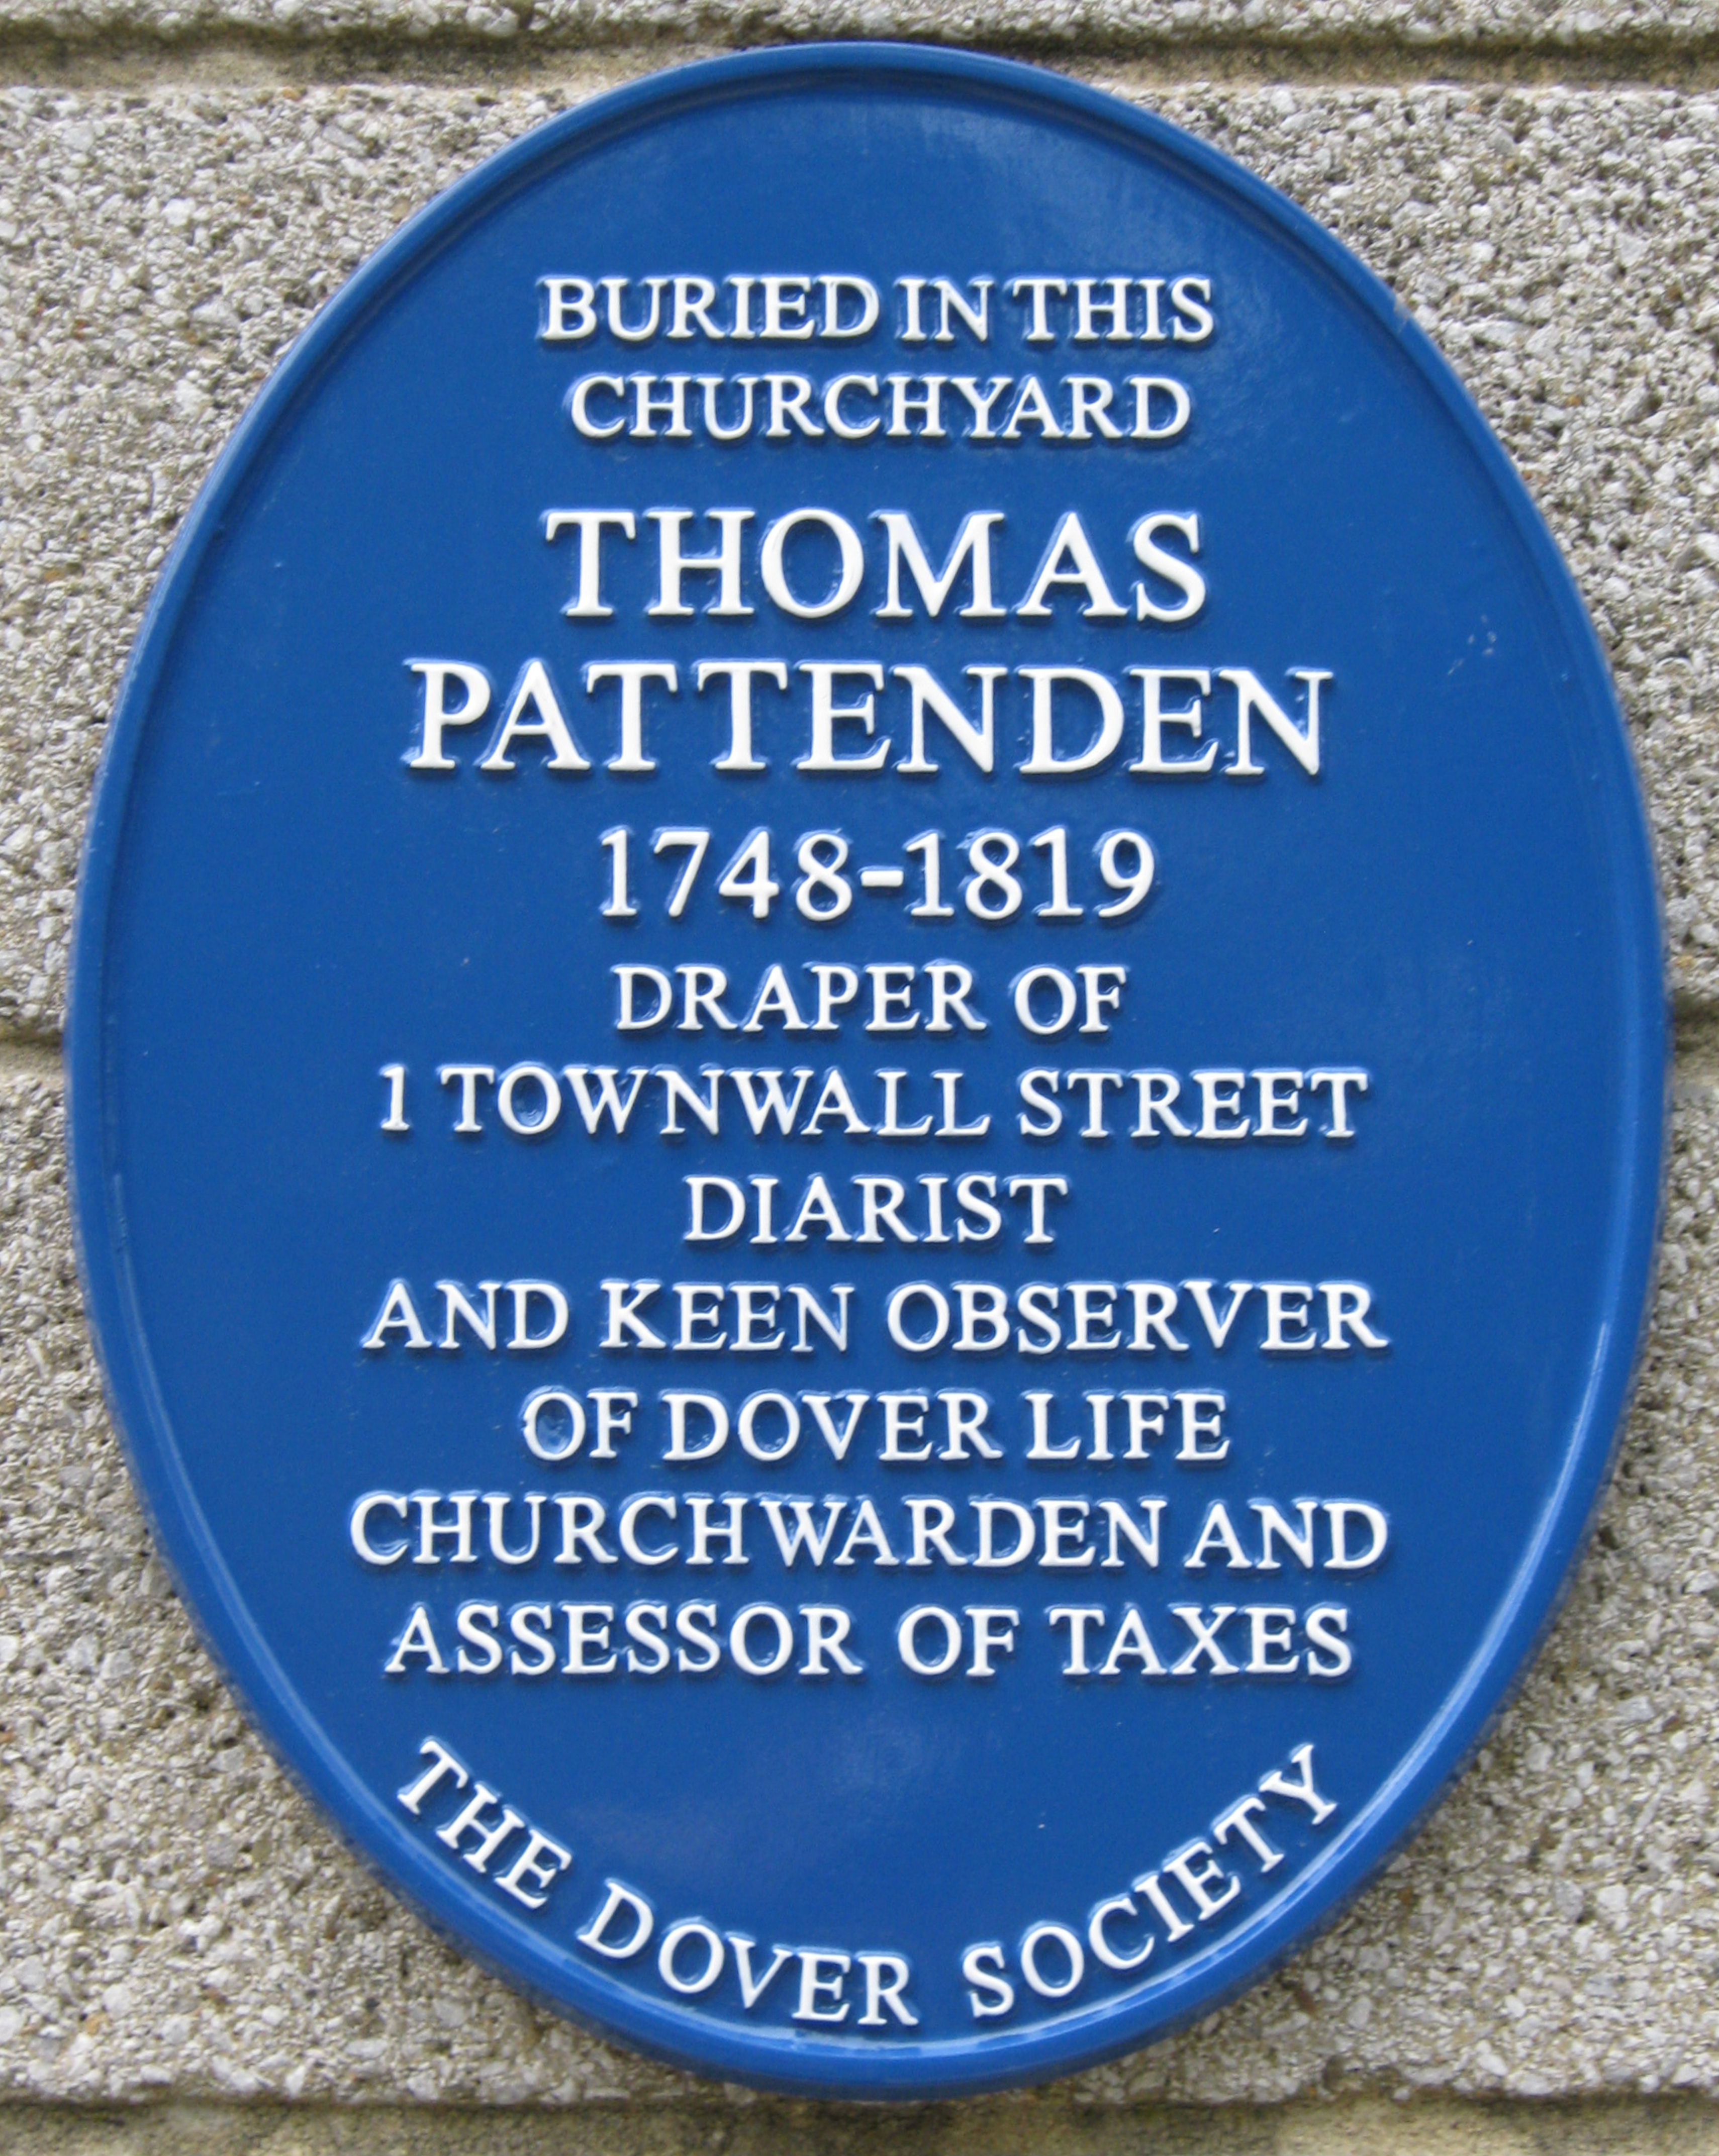 BURIED IN THIS
CHURCHYARD
THOMAS
PATTENDEN
1748-1819
DRAPER OF
1 TOWNWALL STREET
DIARIST
AND KEEN OBSERVER
OF DOVER LIFE
CHURCHWARDEN AND
ASSESSOR OF TAXES
THE DOVER SOCIETY